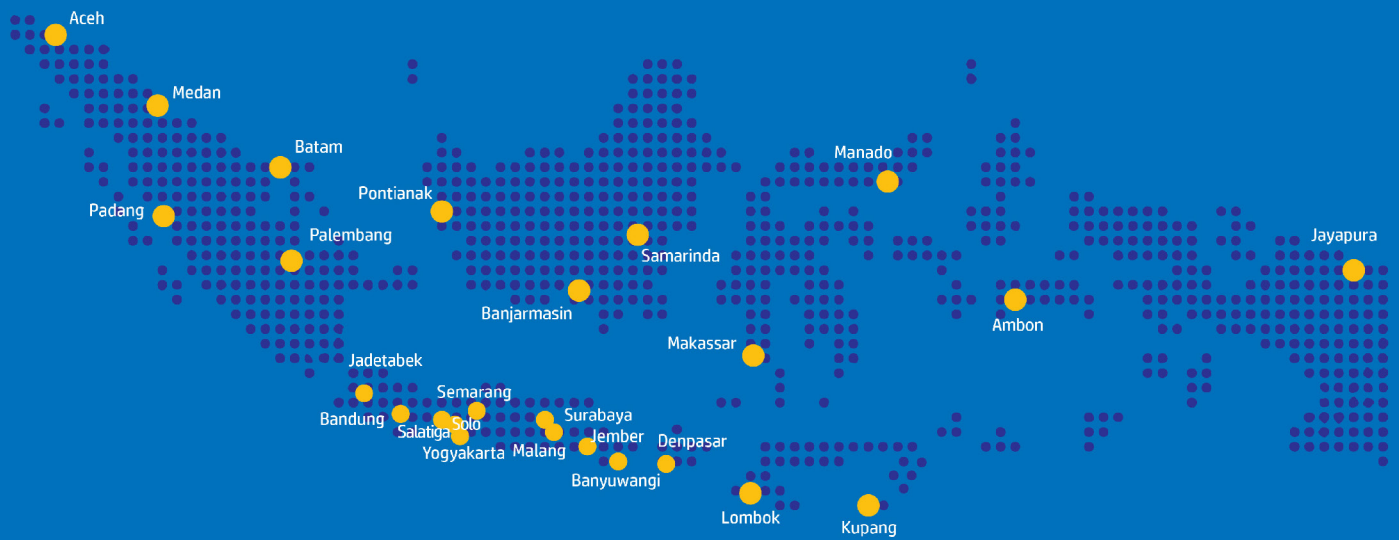 Aceh
Medan
Batam
Manado
Pontianak
Padang
Palembang
Jayapura
Samarinda
Banjarmasin
Ambon
Makassar
Jadetabek
Semarang
Bandung
Surabaya
Salatiga
Solo
Jember
Denpasar
Yogyakarta
Malang
Banyuwangi
Lombok
Kupang